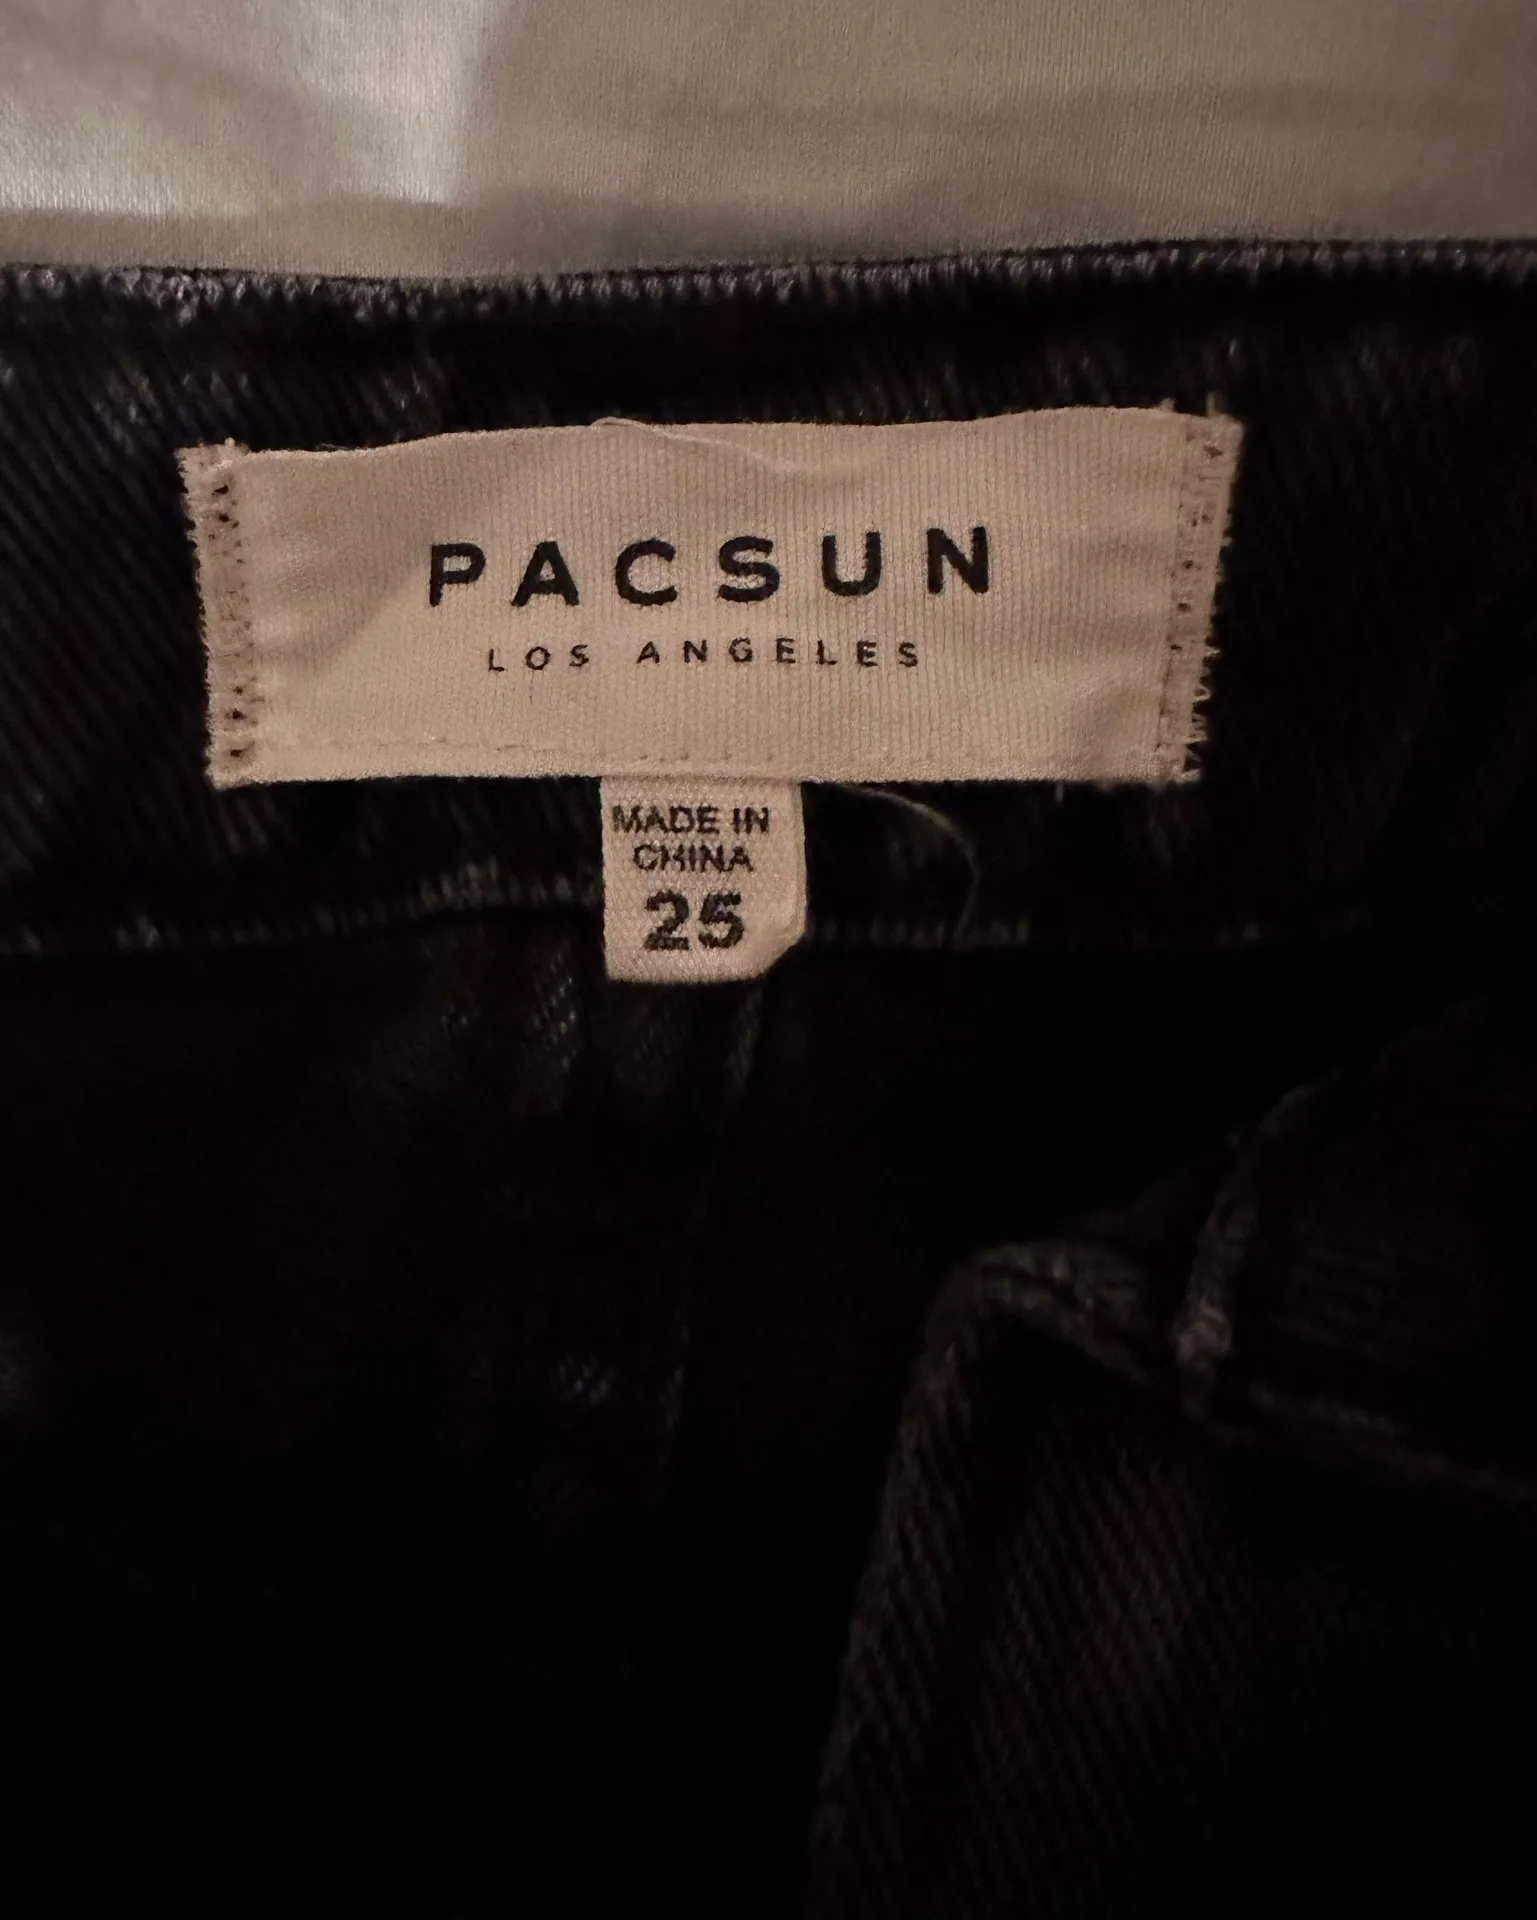 PACSUN
LOS ANGELES
MADE IN
CHINA
25